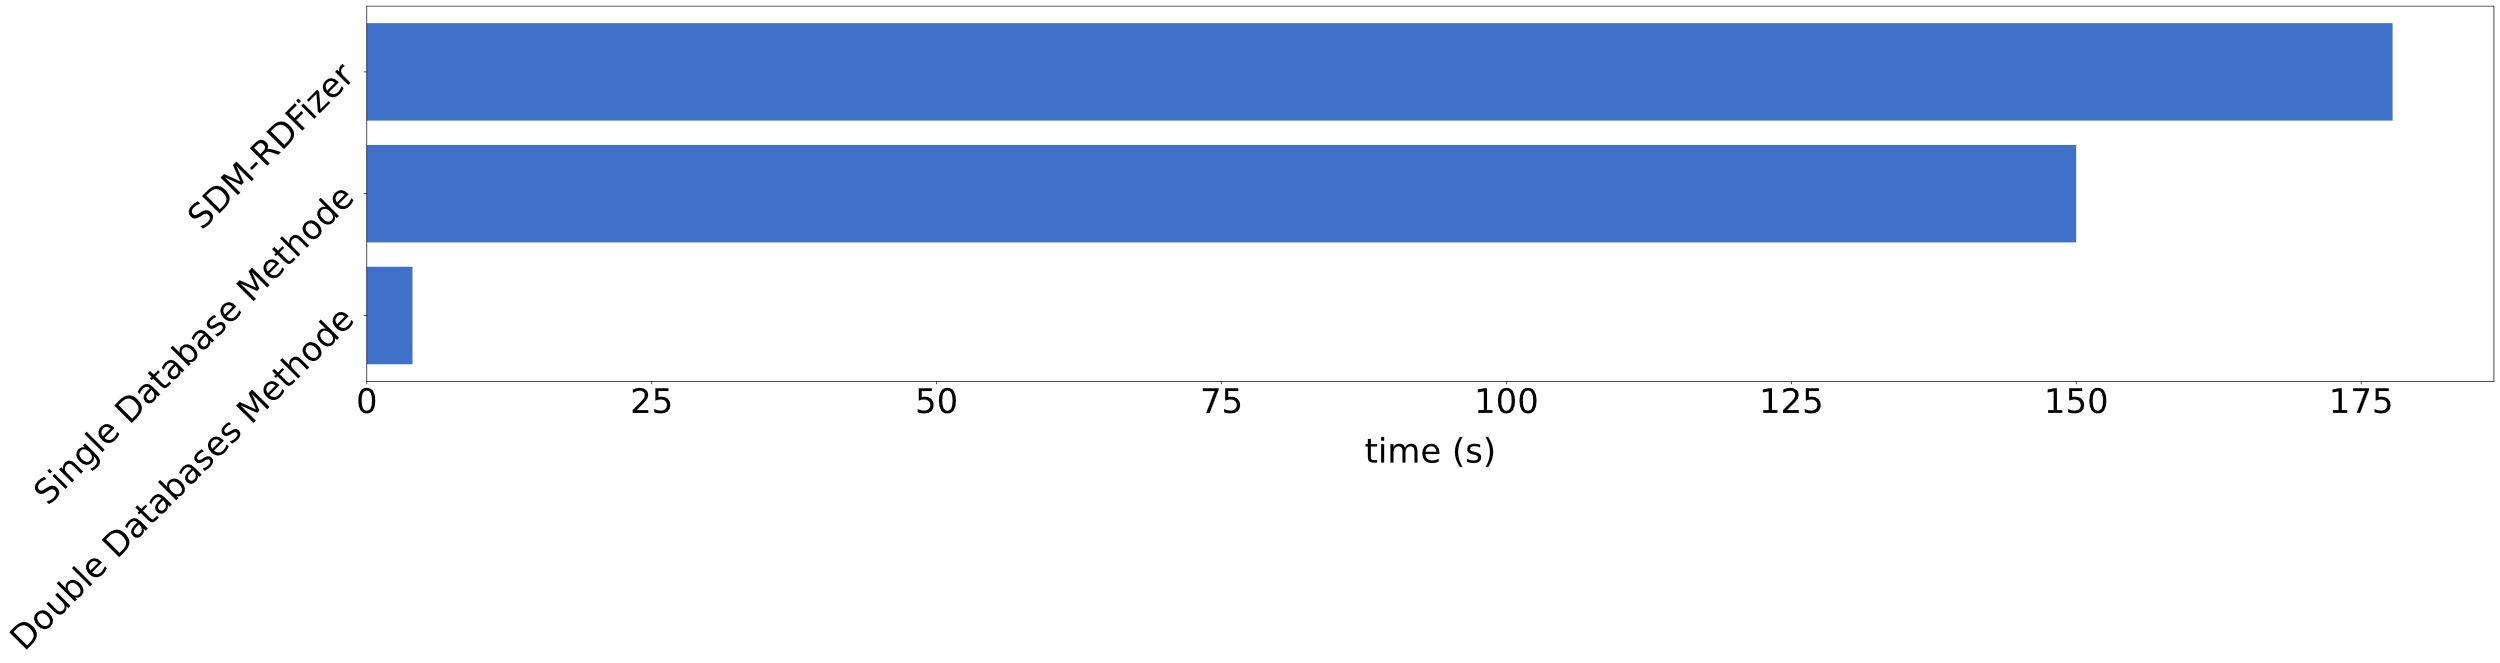 SDM-RDFizer
Single Database Methode
Double Databases Methode
0 25 50 75 100 125 150 175
time (s)